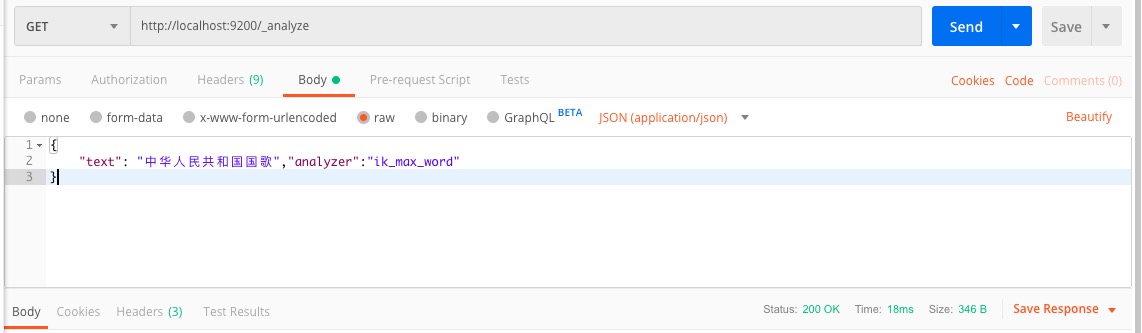 GET http://localhost:9200/_analyze Send Save
Params Authorization Headers (9) Body Pre-request Script Tests Cookies Code Comments (0)
none form-data x-www-form-urlencoded raw binary GraphQL BETA JSON (application/json) Beautify
1 {
2 "text": "中华人民共和国国歌","analyzer":"ik_max_word"
3 }
Body Cookies Headers (3) Test Results Status: 200 OK Time: 18ms Size: 346 B Save Response